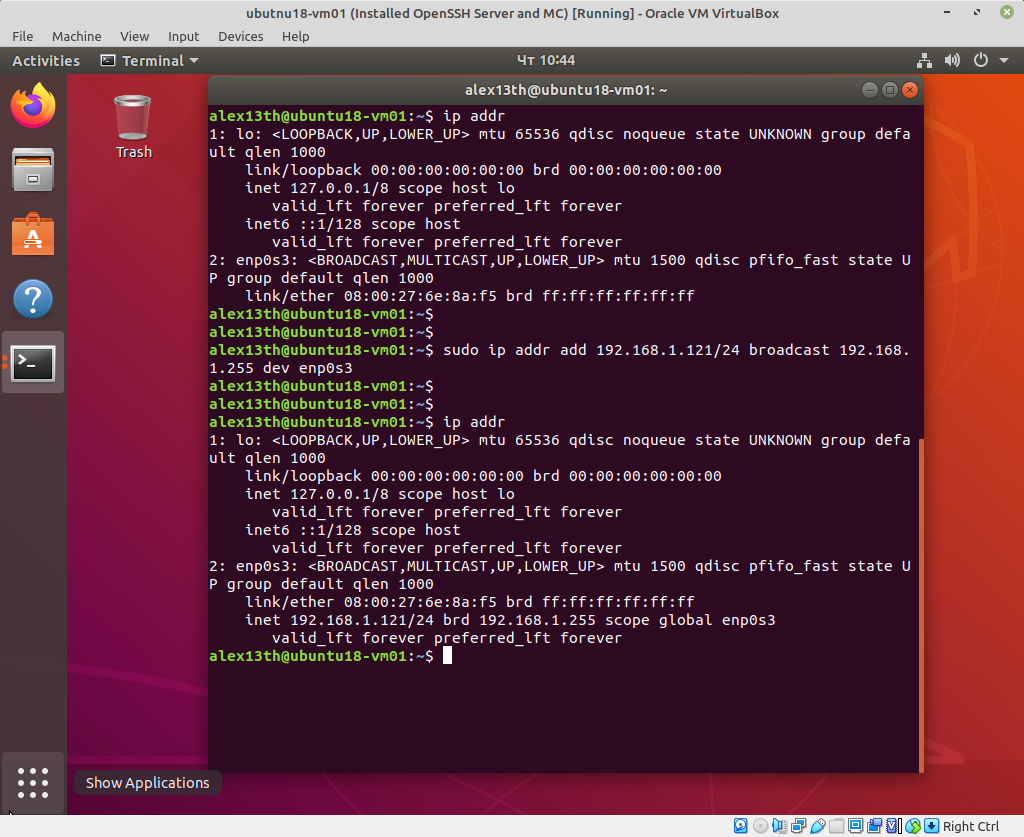 ubutnu18-vm01 (Installed OpenSSH Server and MC) [Running] - Oracle VM VirtualBox
File Machine View Input Devices Help
Activities Terminal Чт 10:44
alex13th@ubuntu18-vm01: ~
Trash
alex13th@ubuntu18-vm01:~$ ip addr
1: lo: <LOOPBACK,UP,LOWER_UP> mtu 65536 qdisc noqueue state UNKNOWN group defa
ult qlen 1000
    link/loopback 00:00:00:00:00:00 brd 00:00:00:00:00:00
    inet 127.0.0.1/8 scope host lo
       valid_lft forever preferred_lft forever
    inet6 ::1/128 scope host
       valid_lft forever preferred_lft forever
2: enp0s3: <BROADCAST,MULTICAST,UP,LOWER_UP> mtu 1500 qdisc pfifo_fast state U
P group default qlen 1000
    link/ether 08:00:27:6e:8a:f5 brd ff:ff:ff:ff:ff:ff
alex13th@ubuntu18-vm01:~$
alex13th@ubuntu18-vm01:~$
alex13th@ubuntu18-vm01:~$ sudo ip addr add 192.168.1.121/24 broadcast 192.168.
1.255 dev enp0s3
alex13th@ubuntu18-vm01:~$
alex13th@ubuntu18-vm01:~$
alex13th@ubuntu18-vm01:~$ ip addr
1: lo: <LOOPBACK,UP,LOWER_UP> mtu 65536 qdisc noqueue state UNKNOWN group defa
ult qlen 1000
    link/loopback 00:00:00:00:00:00 brd 00:00:00:00:00:00
    inet 127.0.0.1/8 scope host lo
       valid_lft forever preferred_lft forever
    inet6 ::1/128 scope host
       valid_lft forever preferred_lft forever
2: enp0s3: <BROADCAST,MULTICAST,UP,LOWER_UP> mtu 1500 qdisc pfifo_fast state U
P group default qlen 1000
    link/ether 08:00:27:6e:8a:f5 brd ff:ff:ff:ff:ff:ff
    inet 192.168.1.121/24 brd 192.168.1.255 scope global enp0s3
       valid_lft forever preferred_lft forever
alex13th@ubuntu18-vm01:~$
Show Applications
Right Ctrl